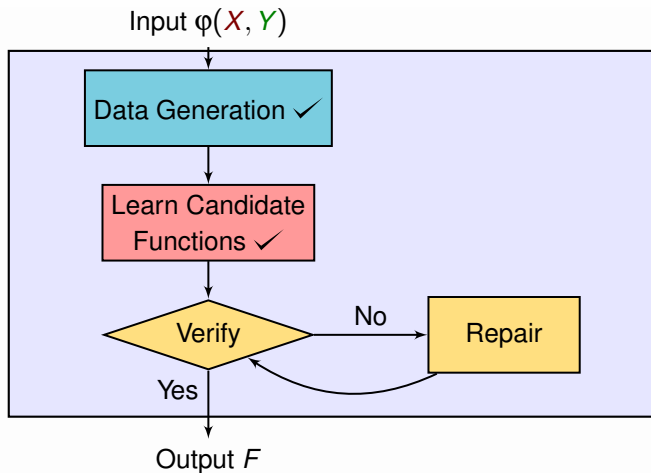 Input φ(X, Y)
Data Generation ✓
Learn Candidate
Functions ✓
Verify
No
Repair
Yes
Output F